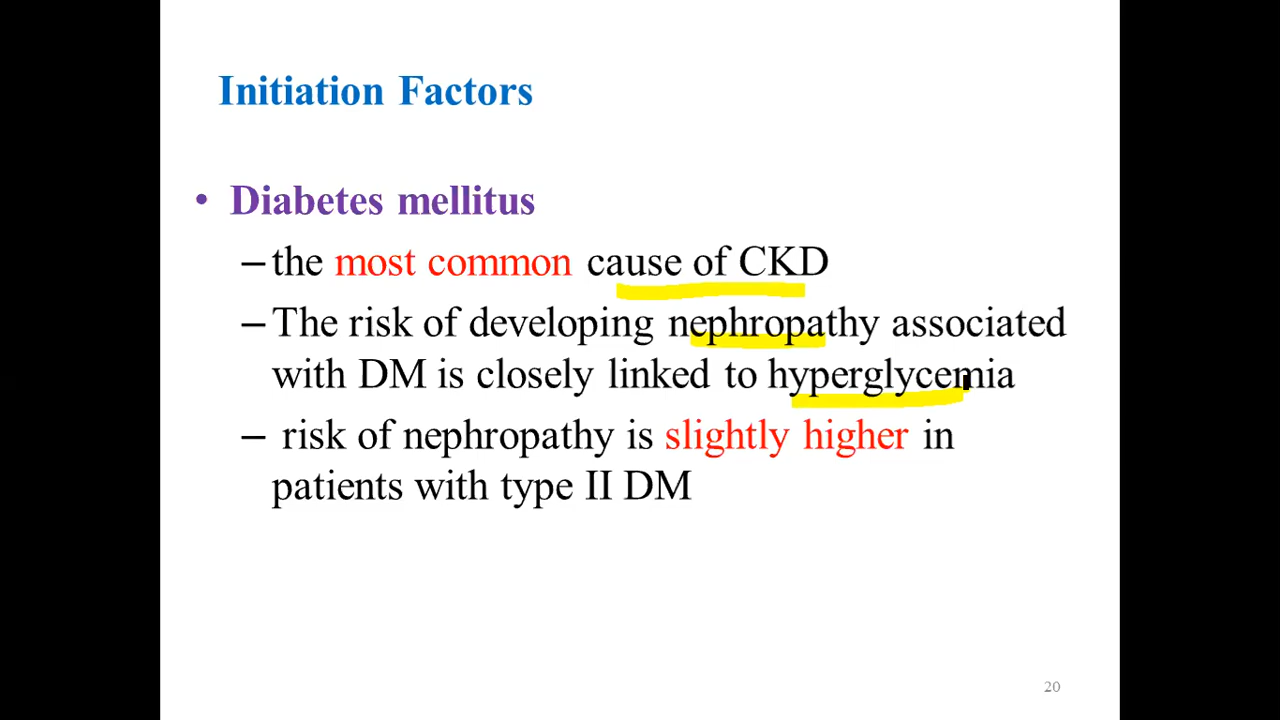 Initiation Factors
• Diabetes mellitus
– the most common cause of CKD
– The risk of developing nephropathy associated
with DM is closely linked to hyperglycemia
– risk of nephropathy is slightly higher in
patients with type II DM
20